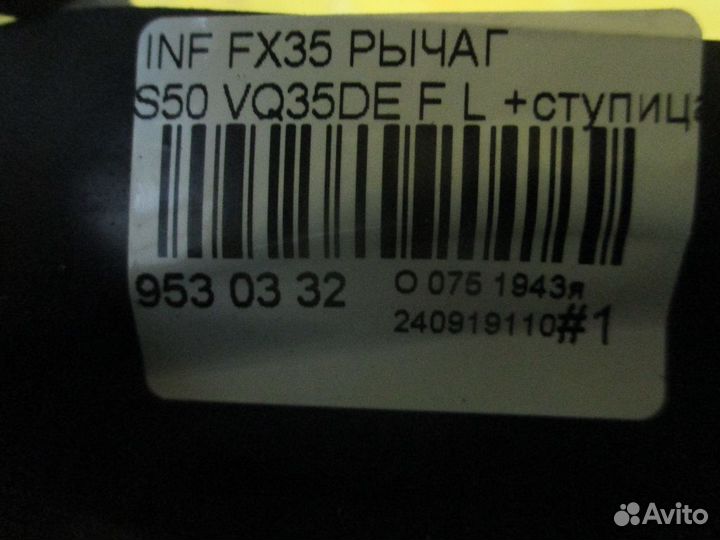 INF FX35 РЫЧАГ
S50 VQ35DE F L +ступица
953 03 32
О 075 1943я
240919110#1
Avito